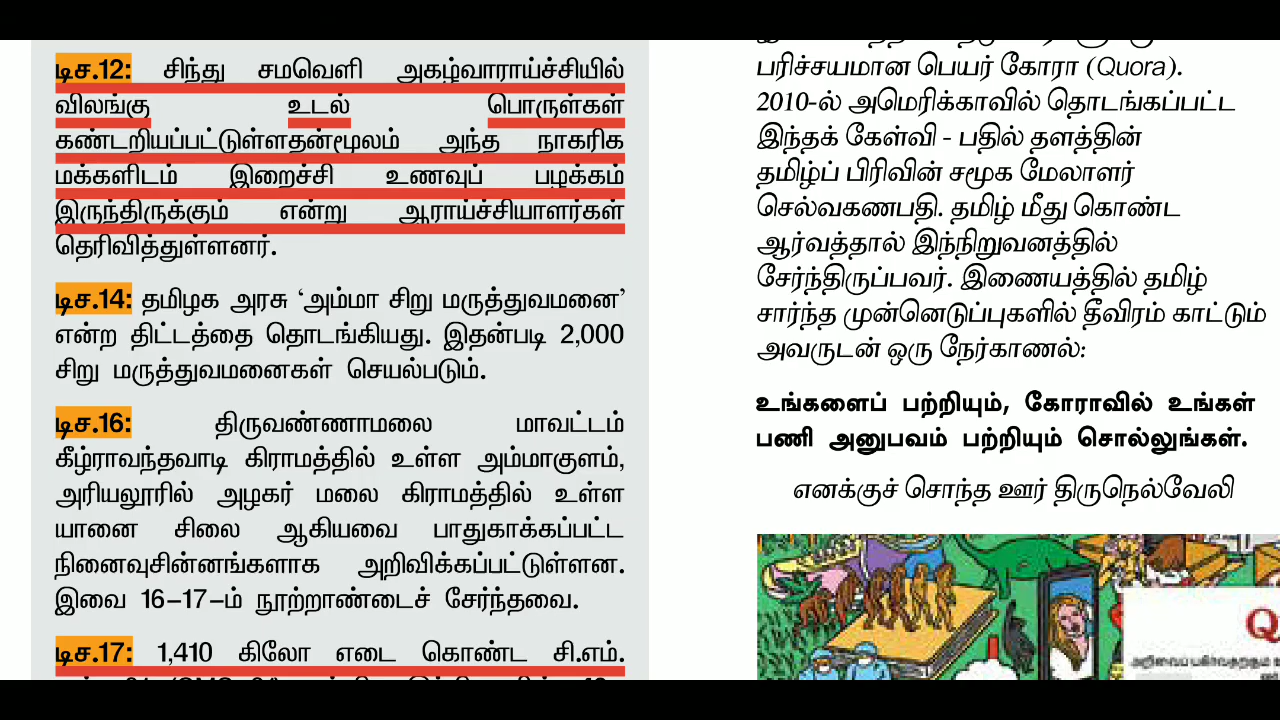 டிச.12: சிந்து சமவெளி அகழ்வாராய்ச்சியில்
விலங்கு உடல் பொருள்கள்
கண்டறியப்பட்டுள்ளதன்மூலம் அந்த நாகரிக
மக்களிடம் இறைச்சி உணவுப் பழக்கம்
இருந்திருக்கும் என்று ஆராய்ச்சியாளர்கள்
தெரிவித்துள்ளனர்.
டிச.14: தமிழக அரசு ‘அம்மா சிறு மருத்துவமனை’
என்ற திட்டத்தை தொடங்கியது. இதன்படி 2,000
சிறு மருத்துவமனைகள் செயல்படும்.
டிச.16: திருவண்ணாமலை மாவட்டம்
கீழ்ராவந்தவாடி கிராமத்தில் உள்ள அம்மாகுளம்,
அரியலூரில் அழகர் மலை கிராமத்தில் உள்ள
யானை சிலை ஆகியவை பாதுகாக்கப்பட்ட
நினைவுசின்னங்களாக அறிவிக்கப்பட்டுள்ளன.
இவை 16–17–ம் நூற்றாண்டைச் சேர்ந்தவை.
டிச.17: 1,410 கிலோ எடை கொண்ட சி.எம்.
பரிச்சயமான பெயர் கோரா (Quora).
2010-ல் அமெரிக்காவில் தொடங்கப்பட்ட
இந்தக் கேள்வி - பதில் தளத்தின்
தமிழ்ப் பிரிவின் சமூக மேலாளர்
செல்வகணபதி. தமிழ் மீது கொண்ட
ஆர்வத்தால் இந்நிறுவனத்தில்
சேர்ந்திருப்பவர். இணையத்தில் தமிழ்
சார்ந்த முன்னெடுப்புகளில் தீவிரம் காட்டும்
அவருடன் ஒரு நேர்காணல்:
உங்களைப் பற்றியும், கோராவில் உங்கள்
பணி அனுபவம் பற்றியும் சொல்லுங்கள்.
எனக்குச் சொந்த ஊர் திருநெல்வேலி
Q